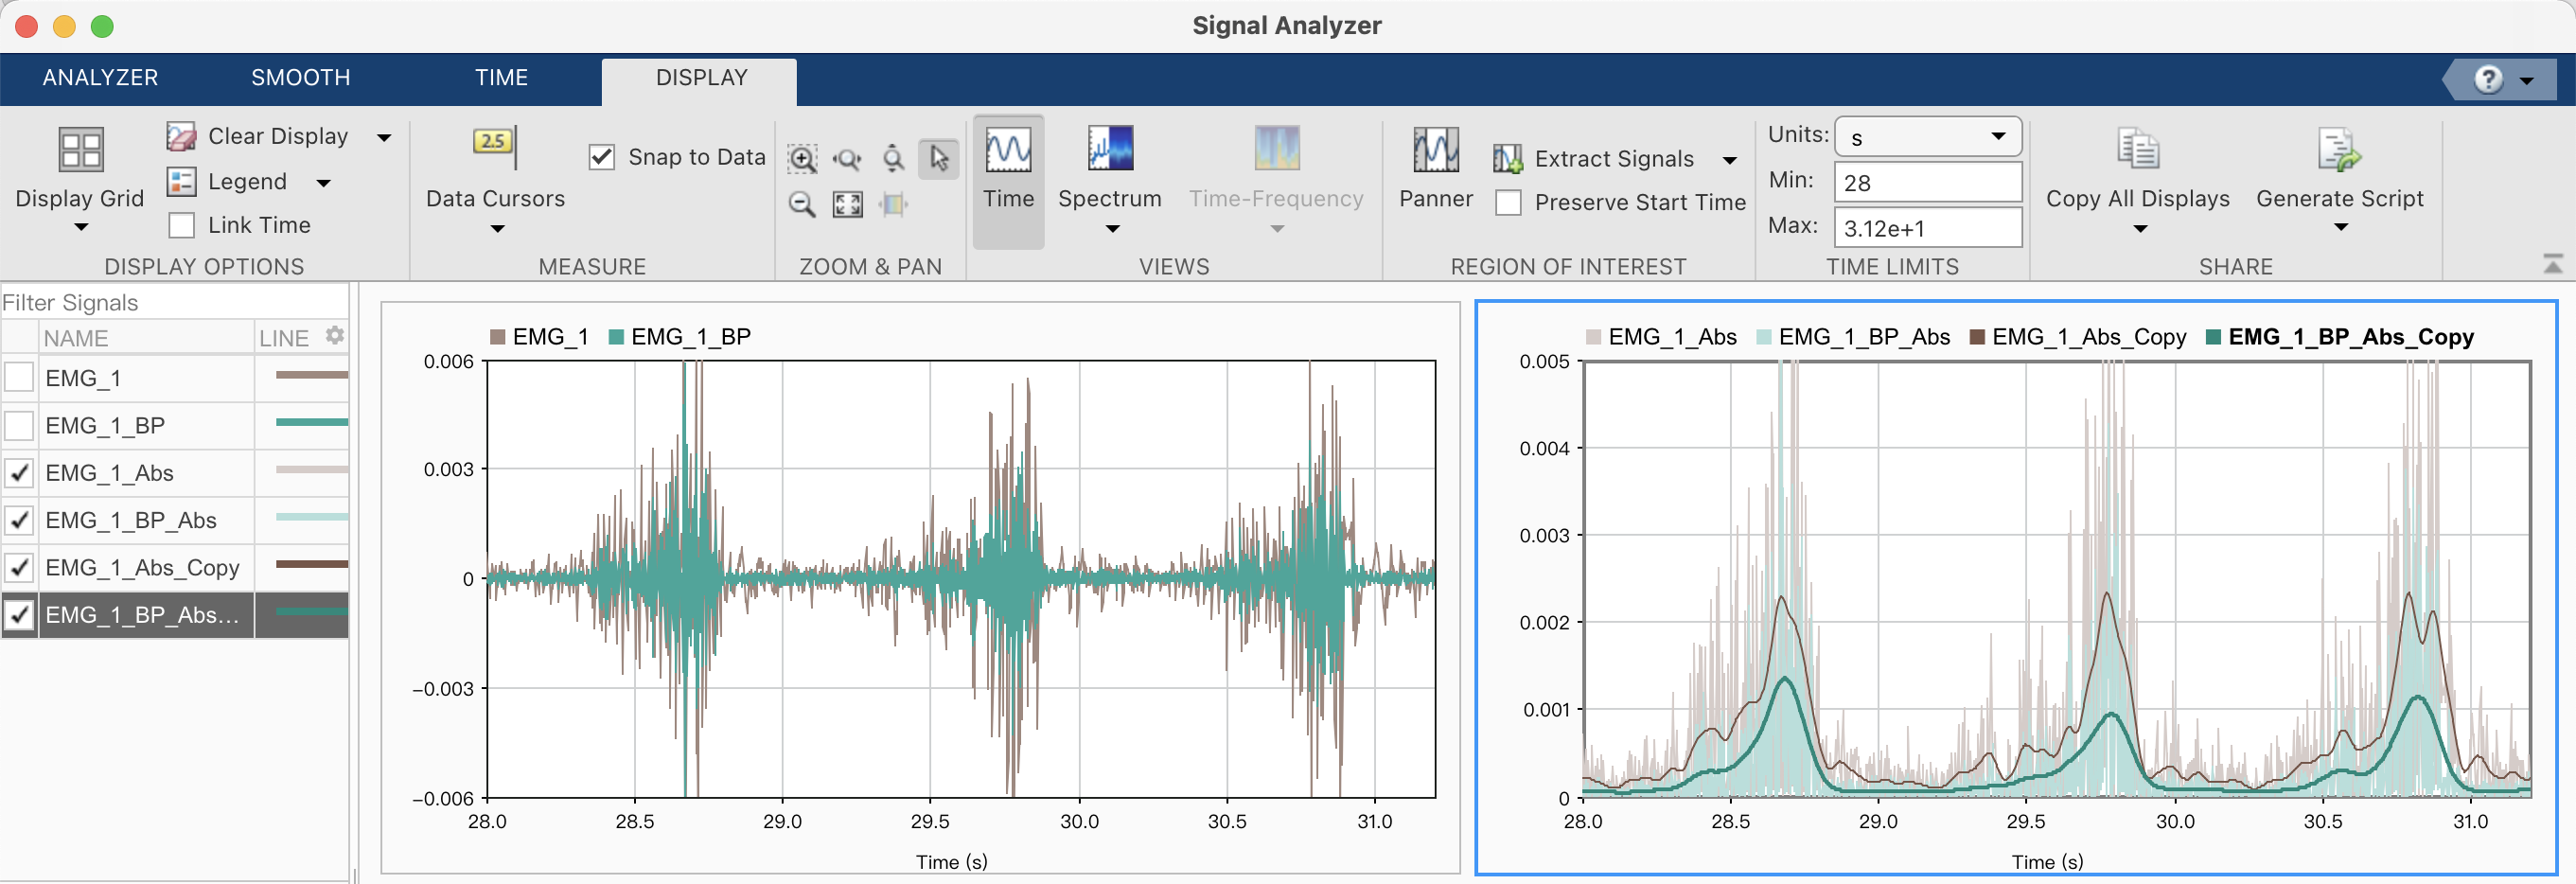 Signal Analyzer
ANALYZER SMOOTH TIME DISPLAY
?
Display Grid
Clear Display
Legend
Link Time
DISPLAY OPTIONS
2.5
Data Cursors
Snap to Data
MEASURE
ZOOM & PAN
Time
Spectrum
Time-Frequency
VIEWS
Panner
Extract Signals
Preserve Start Time
REGION OF INTEREST
Units: s
Min: 28
Max: 3.12e+1
TIME LIMITS
Copy All Displays
Generate Script
SHARE
Filter Signals
NAME LINE
EMG_1
EMG_1_BP
EMG_1_Abs
EMG_1_BP_Abs
EMG_1_Abs_Copy
EMG_1_BP_Abs...
EMG_1 EMG_1_BP
0.006
0.003
0
−0.003
−0.006
28.0 28.5 29.0 29.5 30.0 30.5 31.0
Time (s)
EMG_1_Abs EMG_1_BP_Abs EMG_1_Abs_Copy EMG_1_BP_Abs_Copy
0.005
0.004
0.003
0.002
0.001
0
28.0 28.5 29.0 29.5 30.0 30.5 31.0
Time (s)